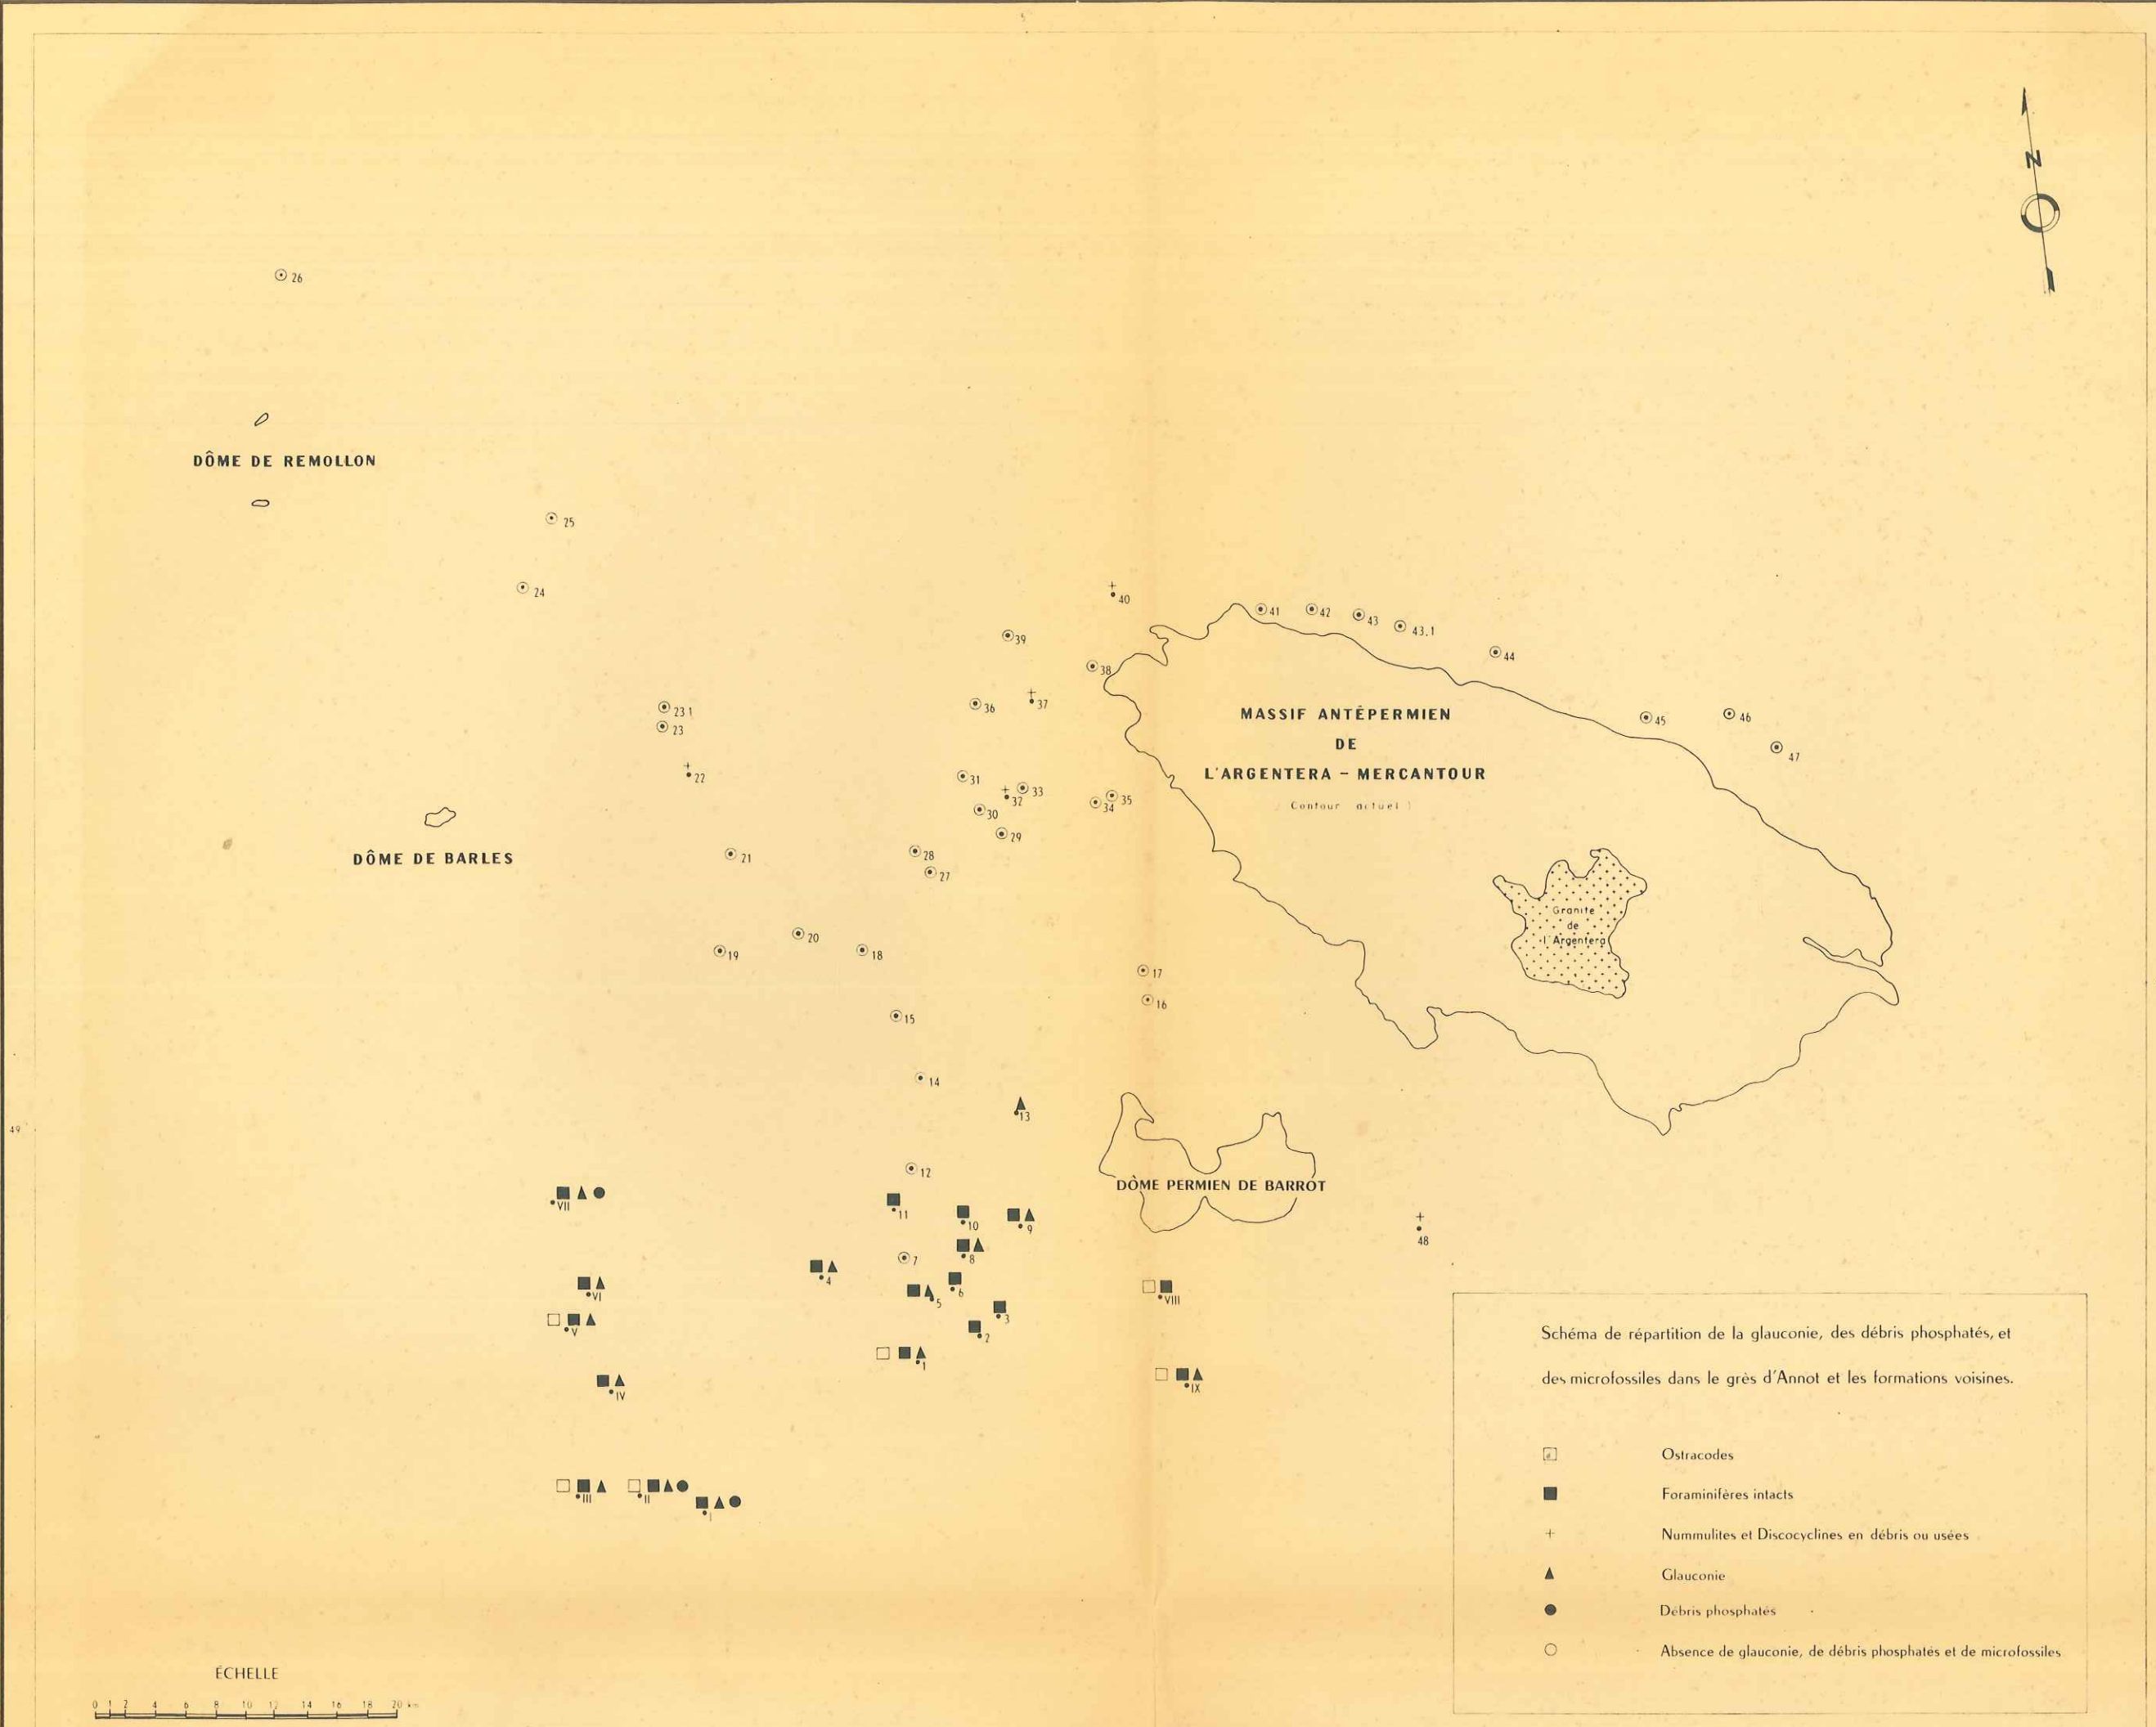 N
26
DÔME DE REMOLLON
25
24
40
41
42
43
43.1
39
44
38
37
36
23 1
23
MASSIF ANTÉPERMIEN
DE
L'ARGENTERA - MERCANTOUR
( Contour actuel )
45
46
47
22
31
33
32
35
34
30
29
DÔME DE BARLES
21
28
27
Granite
de
l'Argentera
20
19
18
17
16
15
14
13
49
12
DÔME PERMIEN DE BARROT
VII
11
10
9
48
7
8
4
6
5
VI
VIII
3
V
2
1
IX
IV
III
II
I
Schéma de répartition de la glauconie, des débris phosphatés, et
des microfossiles dans le grès d'Annot et les formations voisines.
Ostracodes
Foraminifères intacts
Nummulites et Discocyclines en débris ou usées
Glauconie
Débris phosphatés
Absence de glauconie, de débris phosphatés et de microfossiles
ÉCHELLE
0 1 2 4 6 8 10 12 14 16 18 20 km